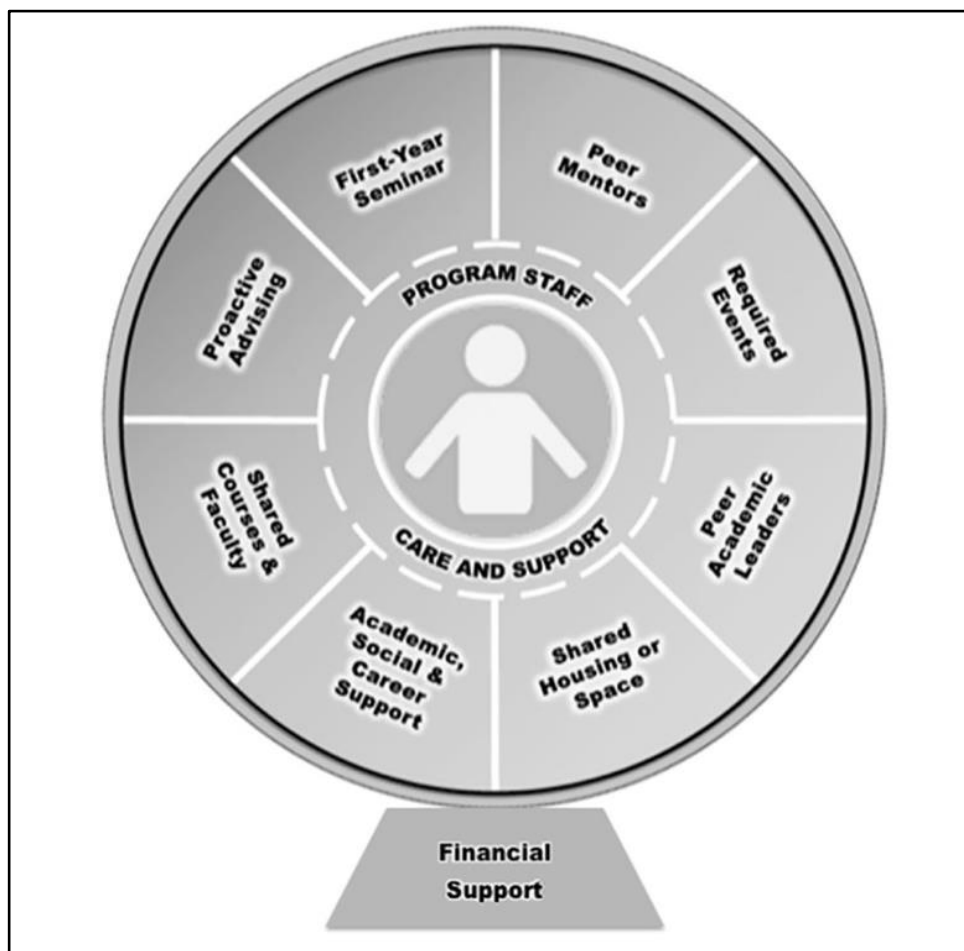 First-Year
Seminar
Peer
Mentors
Proactive
Advising
PROGRAM STAFF
Required
Events
Shared
Courses &
Faculty
CARE AND SUPPORT
Peer
Academic
Leaders
Academic,
Social &
Career
Support
Shared
Housing or
Space
Financial
Support